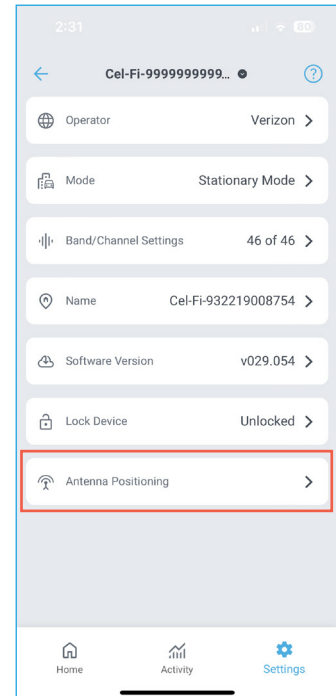 2:31 80
Cel-Fi-9999999999... ?
Operator Verizon
Mode Stationary Mode
Band/Channel Settings 46 of 46
Name Cel-Fi-932219008754
Software Version v029.054
Lock Device Unlocked
Antenna Positioning
Home Activity Settings